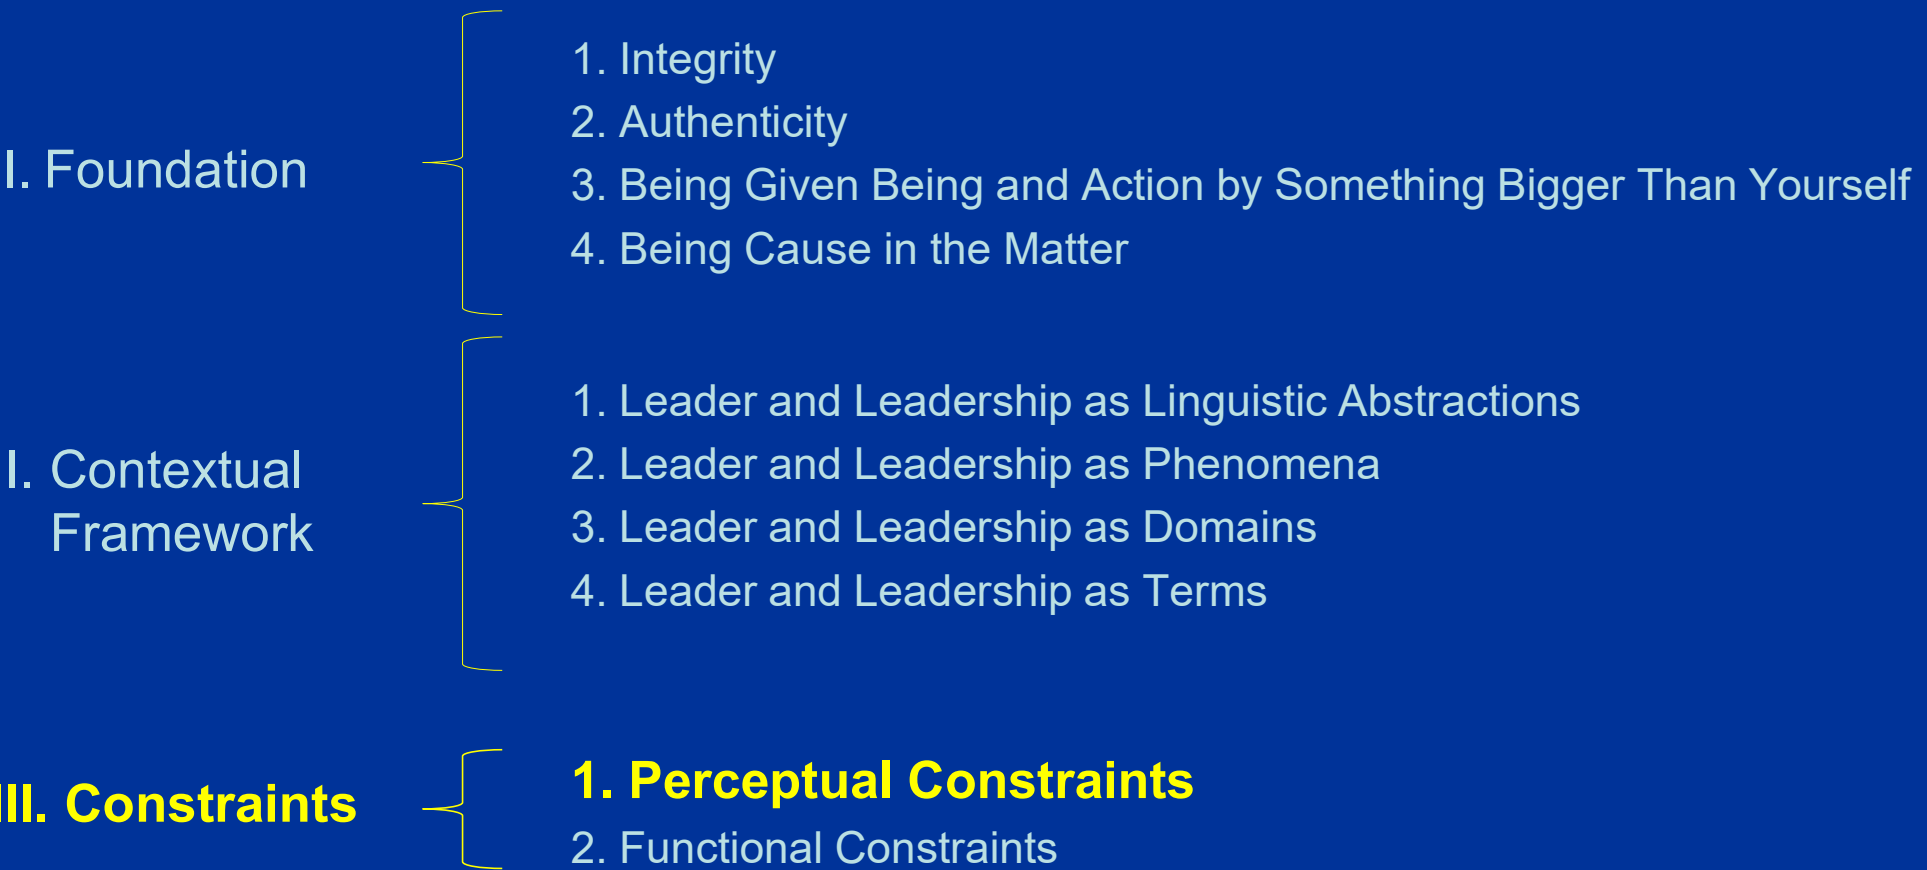 I. Foundation
1. Integrity
2. Authenticity
3. Being Given Being and Action by Something Bigger Than Yourself
4. Being Cause in the Matter
I. Contextual
Framework
1. Leader and Leadership as Linguistic Abstractions
2. Leader and Leadership as Phenomena
3. Leader and Leadership as Domains
4. Leader and Leadership as Terms
III. Constraints
1. Perceptual Constraints
2. Functional Constraints